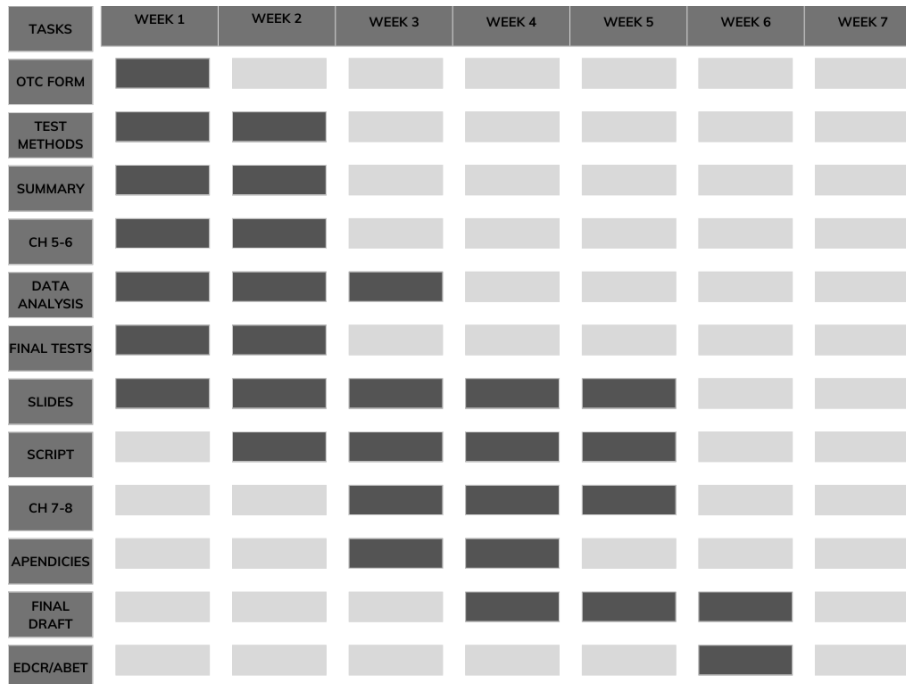 TASKS
WEEK 1
WEEK 2
WEEK 3
WEEK 4
WEEK 5
WEEK 6
WEEK 7
OTC FORM
TEST
METHODS
SUMMARY
CH 5-6
DATA
ANALYSIS
FINAL TESTS
SLIDES
SCRIPT
CH 7-8
APENDICIES
FINAL
DRAFT
EDCR/ABET